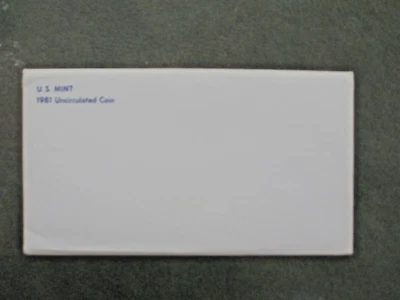 U.S. MINT
1981 Uncirculated Coin